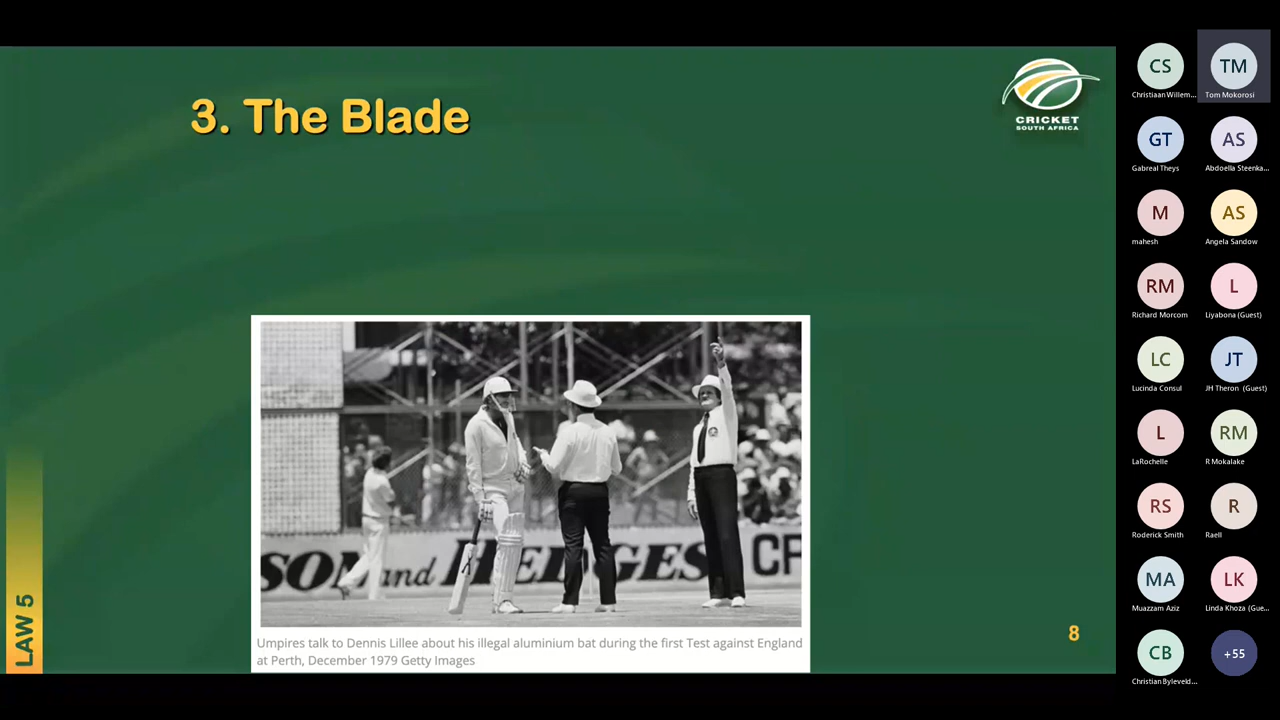 3. The Blade
CRICKET
SOUTH AFRICA
SON and HEDGES
CP
Umpires talk to Dennis Lillee about his illegal aluminium bat during the first Test against England
at Perth, December 1979 Getty Images
LAW 5
8
CS
Christiaan Willem...
TM
Tom Mokorosi
GT
Gabreal Theys
AS
Abdoella Steenka...
M
mahesh
AS
Angela Sandow
RM
Richard Morcom
L
Liyabona (Guest)
LC
Lucinda Consul
JT
JH Theron (Guest)
L
LaRochelle
RM
R Mokalake
RS
Roderick Smith
R
Raell
MA
Muazzam Aziz
LK
Linda Khoza (Gue...
CB
Christian Byleveld...
+55